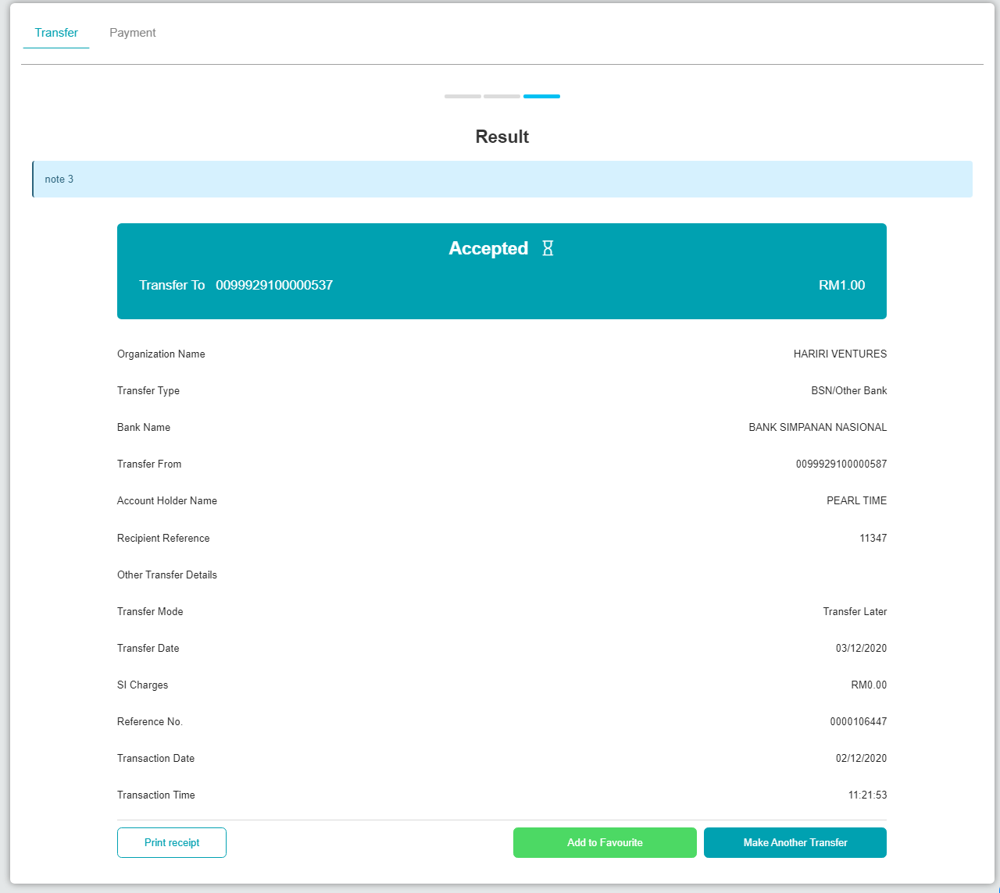 Transfer Payment
Result
note 3
Accepted
Transfer To 0099929100000537 RM1.00
Organization Name HARIRI VENTURES
Transfer Type BSN/Other Bank
Bank Name BANK SIMPANAN NASIONAL
Transfer From 0099929100000587
Account Holder Name PEARL TIME
Recipient Reference 11347
Other Transfer Details
Transfer Mode Transfer Later
Transfer Date 03/12/2020
SI Charges RM0.00
Reference No. 0000106447
Transaction Date 02/12/2020
Transaction Time 11:21:53
Print receipt Add to Favourite Make Another Transfer